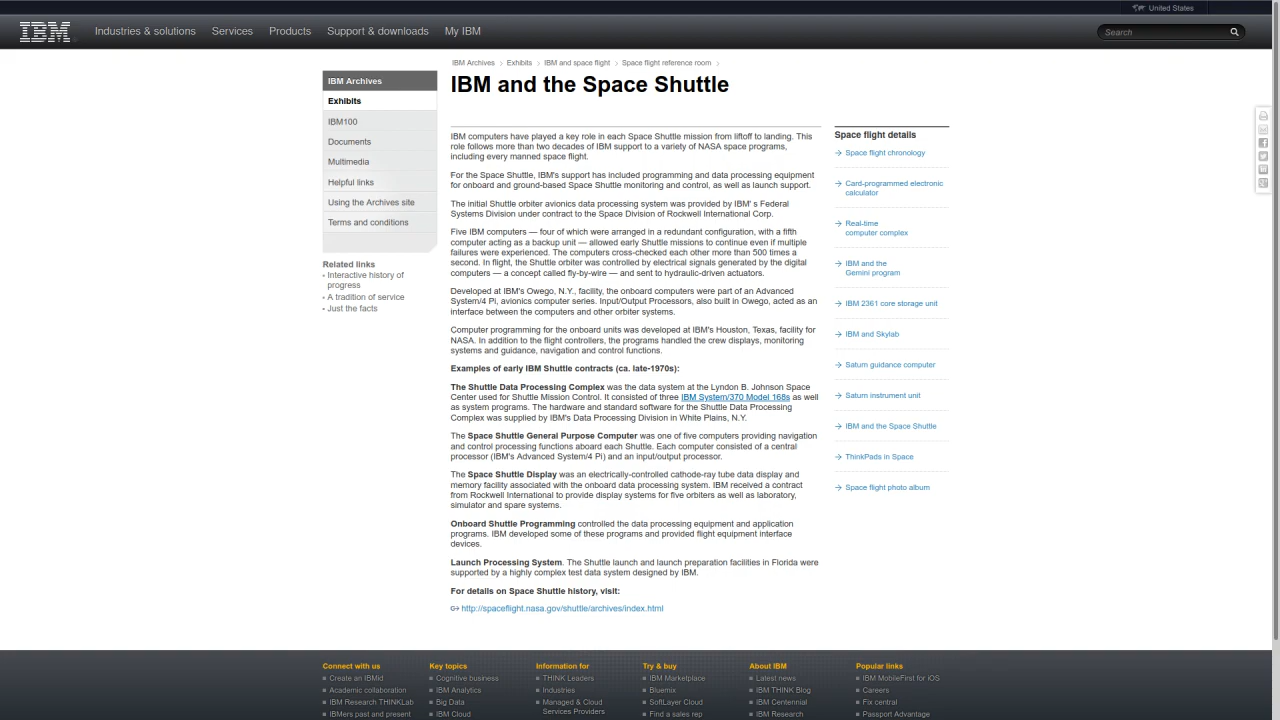 United States
IBM
Industries & solutions
Services
Products
Support & downloads
My IBM
Search
IBM Archives
Exhibits
IBM100
Documents
Multimedia
Helpful links
Using the Archives site
Terms and conditions
Related links
Interactive history of
progress
A tradition of service
Just the facts
IBM Archives
Exhibits
IBM and space flight
Space flight reference room
IBM and the Space Shuttle
IBM computers have played a key role in each Space Shuttle mission from liftoff to landing. This
role follows more than two decades of IBM support to a variety of NASA space programs,
including every manned space flight.
For the Space Shuttle, IBM's support has included programming and data processing equipment
for onboard and ground-based Space Shuttle monitoring and control, as well as launch support.
The initial Shuttle orbiter avionics data processing system was provided by IBM' s Federal
Systems Division under contract to the Space Division of Rockwell International Corp.
Five IBM computers — four of which were arranged in a redundant configuration, with a fifth
computer acting as a backup unit — allowed early Shuttle missions to continue even if multiple
failures were experienced. The computers cross-checked each other more than 500 times a
second. In flight, the Shuttle orbiter was controlled by electrical signals generated by the digital
computers — a concept called fly-by-wire — and sent to hydraulic-driven actuators.
Developed at IBM's Owego, N.Y., facility, the onboard computers were part of an Advanced
System/4 Pi, avionics computer series. Input/Output Processors, also built in Owego, acted as an
interface between the computers and other orbiter systems.
Computer programming for the onboard units was developed at IBM's Houston, Texas, facility for
NASA. In addition to the flight controllers, the programs handled the crew displays, monitoring
systems and guidance, navigation and control functions.
Examples of early IBM Shuttle contracts (ca. late-1970s):
The Shuttle Data Processing Complex was the data system at the Lyndon B. Johnson Space
Center used for Shuttle Mission Control. It consisted of three IBM System/370 Model 168s as well
as system programs. The hardware and standard software for the Shuttle Data Processing
Complex was supplied by IBM's Data Processing Division in White Plains, N.Y.
The Space Shuttle General Purpose Computer was one of five computers providing navigation
and control processing functions aboard each Shuttle. Each computer consisted of a central
processor (IBM's Advanced System/4 Pi) and an input/output processor.
The Space Shuttle Display was an electrically-controlled cathode-ray tube data display and
memory facility associated with the onboard data processing system. IBM received a contract
from Rockwell International to provide display systems for five orbiters as well as laboratory,
simulator and spare systems.
Onboard Shuttle Programming controlled the data processing equipment and application
programs. IBM developed some of these programs and provided flight equipment interface
devices.
Launch Processing System. The Shuttle launch and launch preparation facilities in Florida were
supported by a highly complex test data system designed by IBM.
For details on Space Shuttle history, visit:
http://spaceflight.nasa.gov/shuttle/archives/index.html
Space flight details
Space flight chronology
Card-programmed electronic
calculator
Real-time
computer complex
IBM and the
Gemini program
IBM 2361 core storage unit
IBM and Skylab
Saturn guidance computer
Saturn instrument unit
IBM and the Space Shuttle
ThinkPads in Space
Space flight photo album
Connect with us
Create an IBMid
Academic collaboration
IBM Research THINKLab
IBMers past and present
Key topics
Cognitive business
IBM Analytics
Big Data
IBM Cloud
Information for
THINK Leaders
Industries
Managed & Cloud
Services Providers
Try & buy
IBM Marketplace
Bluemix
SoftLayer Cloud
Find a sales rep
About IBM
Latest news
IBM THINK Blog
IBM Centennial
IBM Research
Popular links
IBM MobileFirst for iOS
Careers
Fix central
Passport Advantage